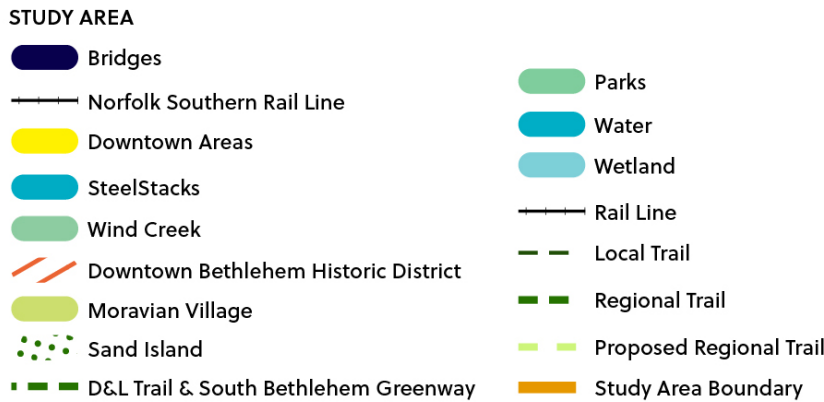 STUDY AREA
Bridges
Norfolk Southern Rail Line
Downtown Areas
SteelStacks
Wind Creek
Downtown Bethlehem Historic District
Moravian Village
Sand Island
D&L Trail & South Bethlehem Greenway
Parks
Water
Wetland
Rail Line
Local Trail
Regional Trail
Proposed Regional Trail
Study Area Boundary